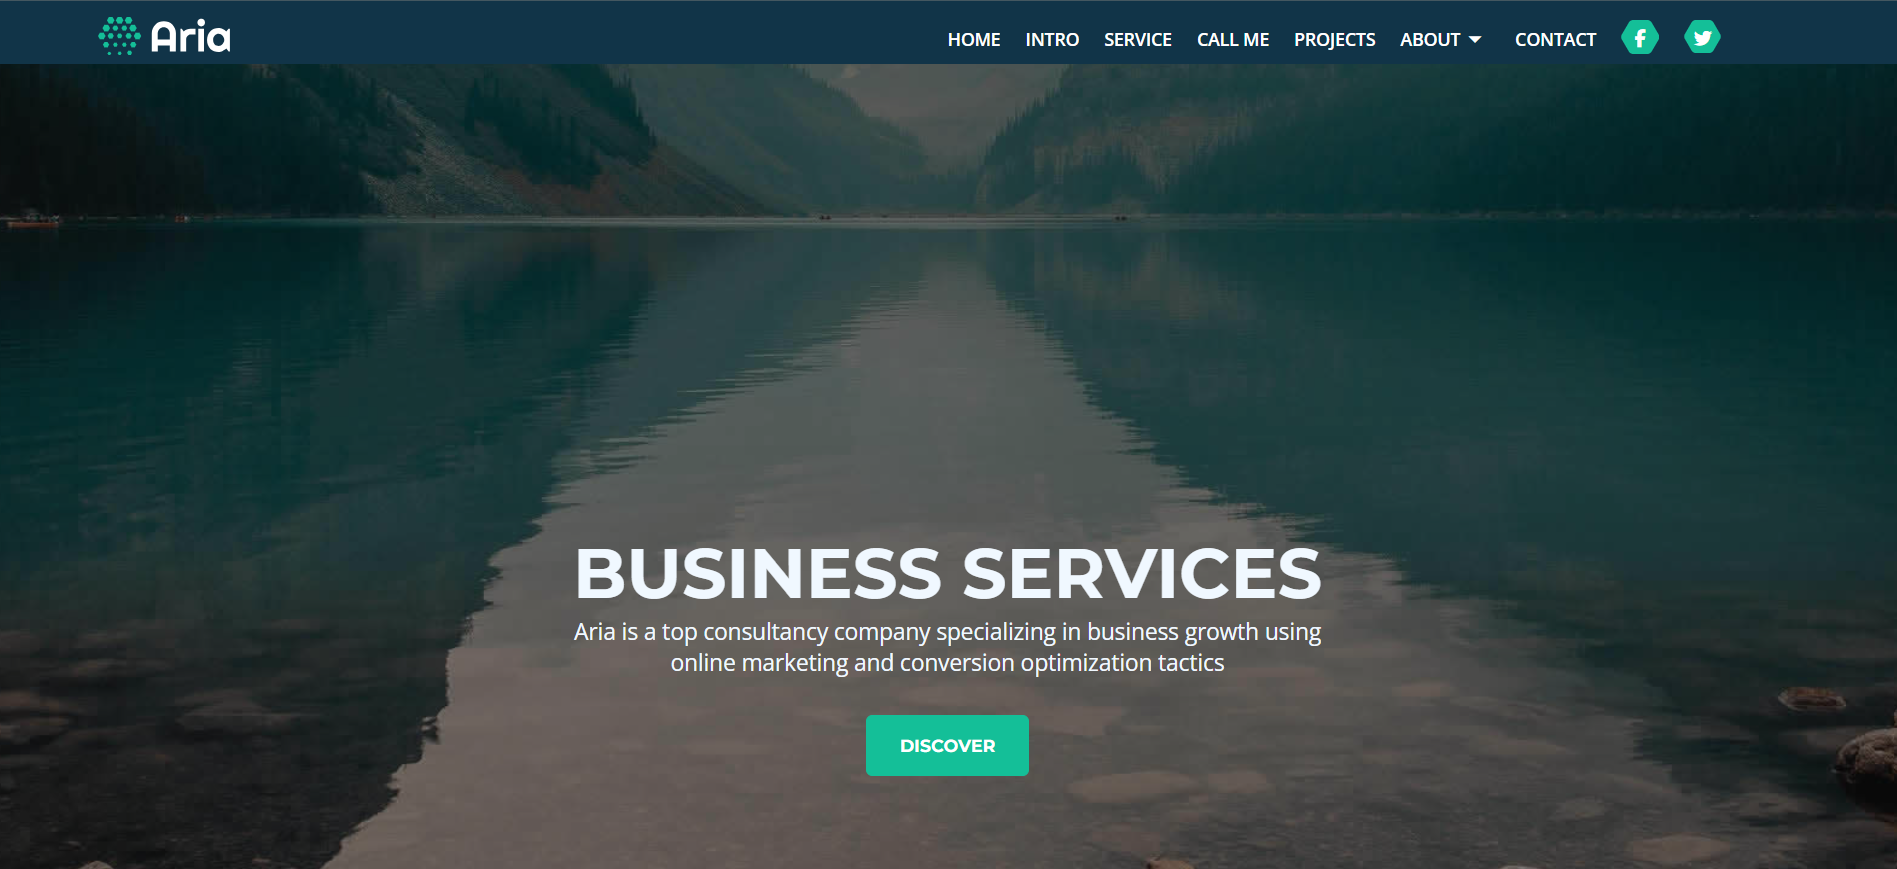 Aria
HOME INTRO SERVICE CALL ME PROJECTS ABOUT CONTACT
BUSINESS SERVICES
Aria is a top consultancy company specializing in business growth using
online marketing and conversion optimization tactics
DISCOVER